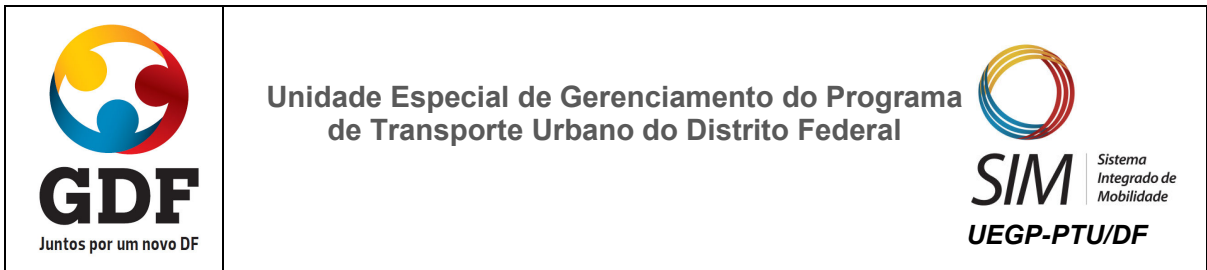 GDF
Juntos por um novo DF
Unidade Especial de Gerenciamento do Programa
de Transporte Urbano do Distrito Federal
SIM
Sistema
Integrado de
Mobilidade
UEGP-PTU/DF